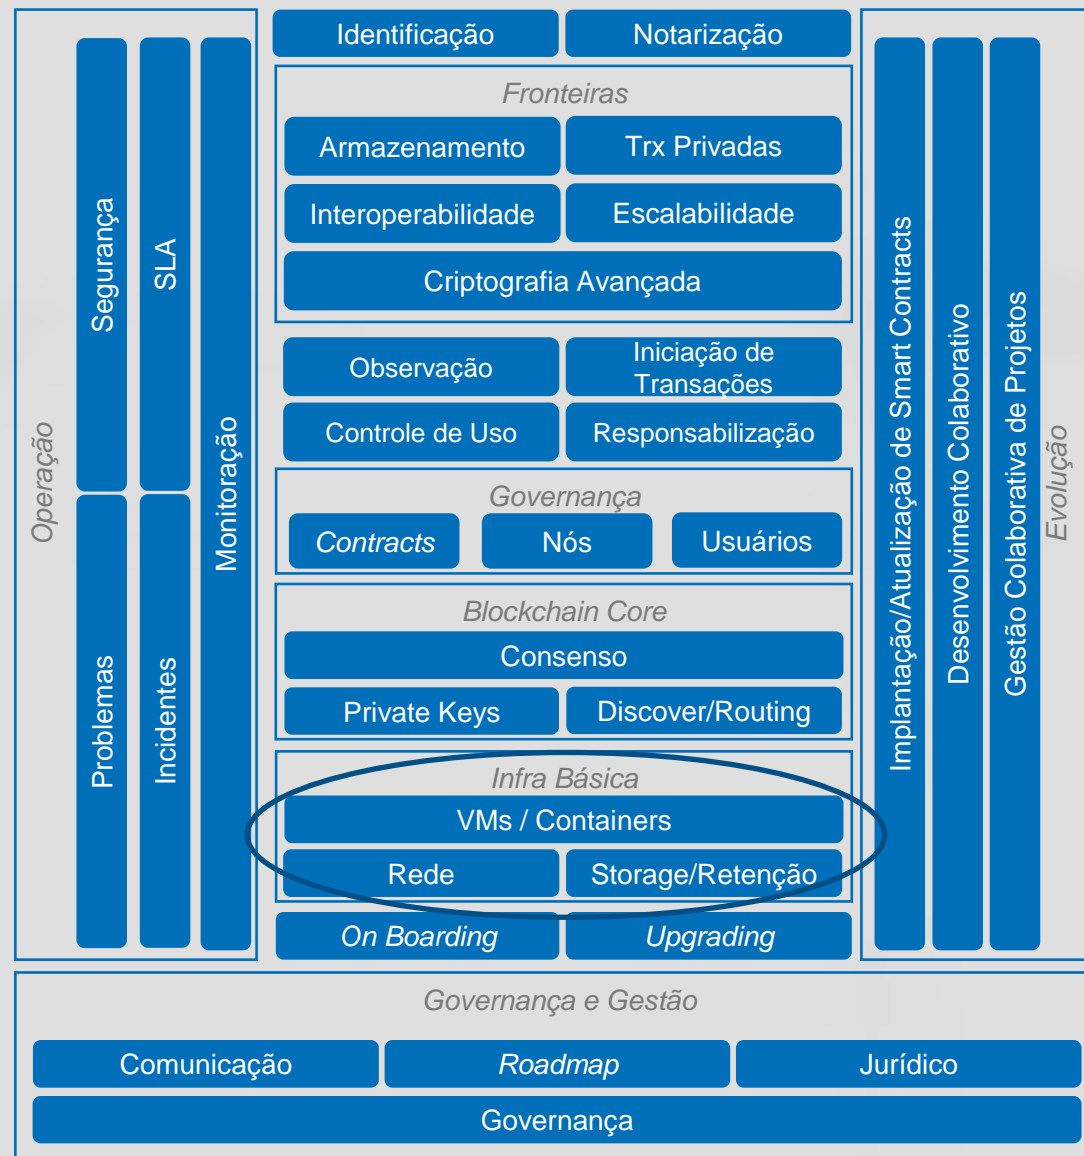 Identificação
Notarização
Fronteiras
Armazenamento
Trx Privadas
Interoperabilidade
Escalabilidade
Criptografia Avançada
Observação
Iniciação de
Transações
Controle de Uso
Responsabilização
Governança
Contracts
Nós
Usuários
Blockchain Core
Consenso
Private Keys
Discover/Routing
Infra Básica
VMs / Containers
Rede
Storage/Retenção
On Boarding
Upgrading
Operação
Segurança
SLA
Problemas
Incidentes
Monitoração
Implantação/Atualização de Smart Contracts
Desenvolvimento Colaborativo
Gestão Colaborativa de Projetos
Evolução
Governança e Gestão
Comunicação
Roadmap
Jurídico
Governança